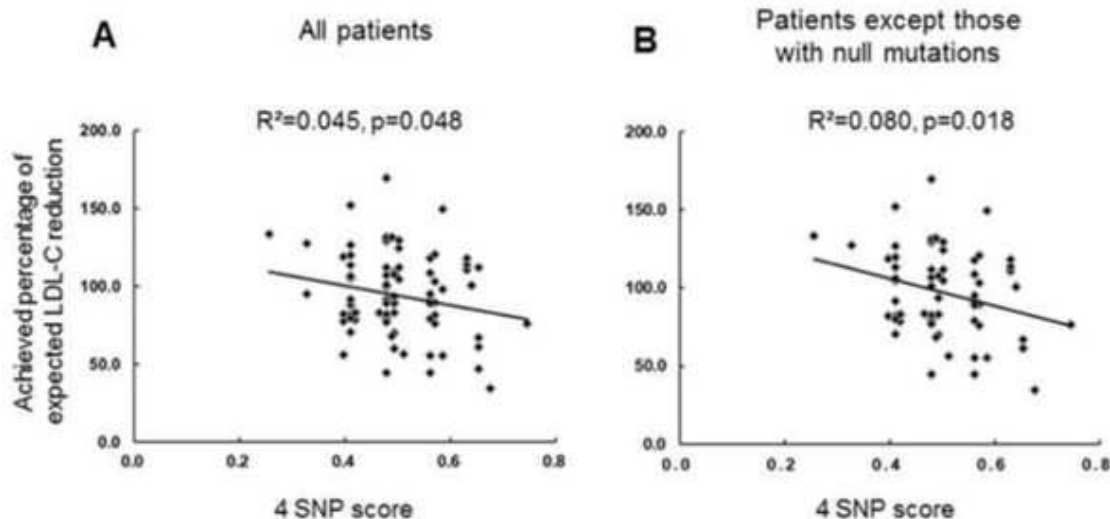 A
All patients
R²=0.045, p=0.048
Achieved percentage of
expected LDL-C reduction
200.0
150.0
100.0
50.0
0.0
0.0
0.2
0.4
0.6
0.8
4 SNP score
B
Patients except those
with null mutations
R²=0.080, p=0.018
200.0
150.0
100.0
50.0
0.0
0.0
0.2
0.4
0.6
0.8
4 SNP score